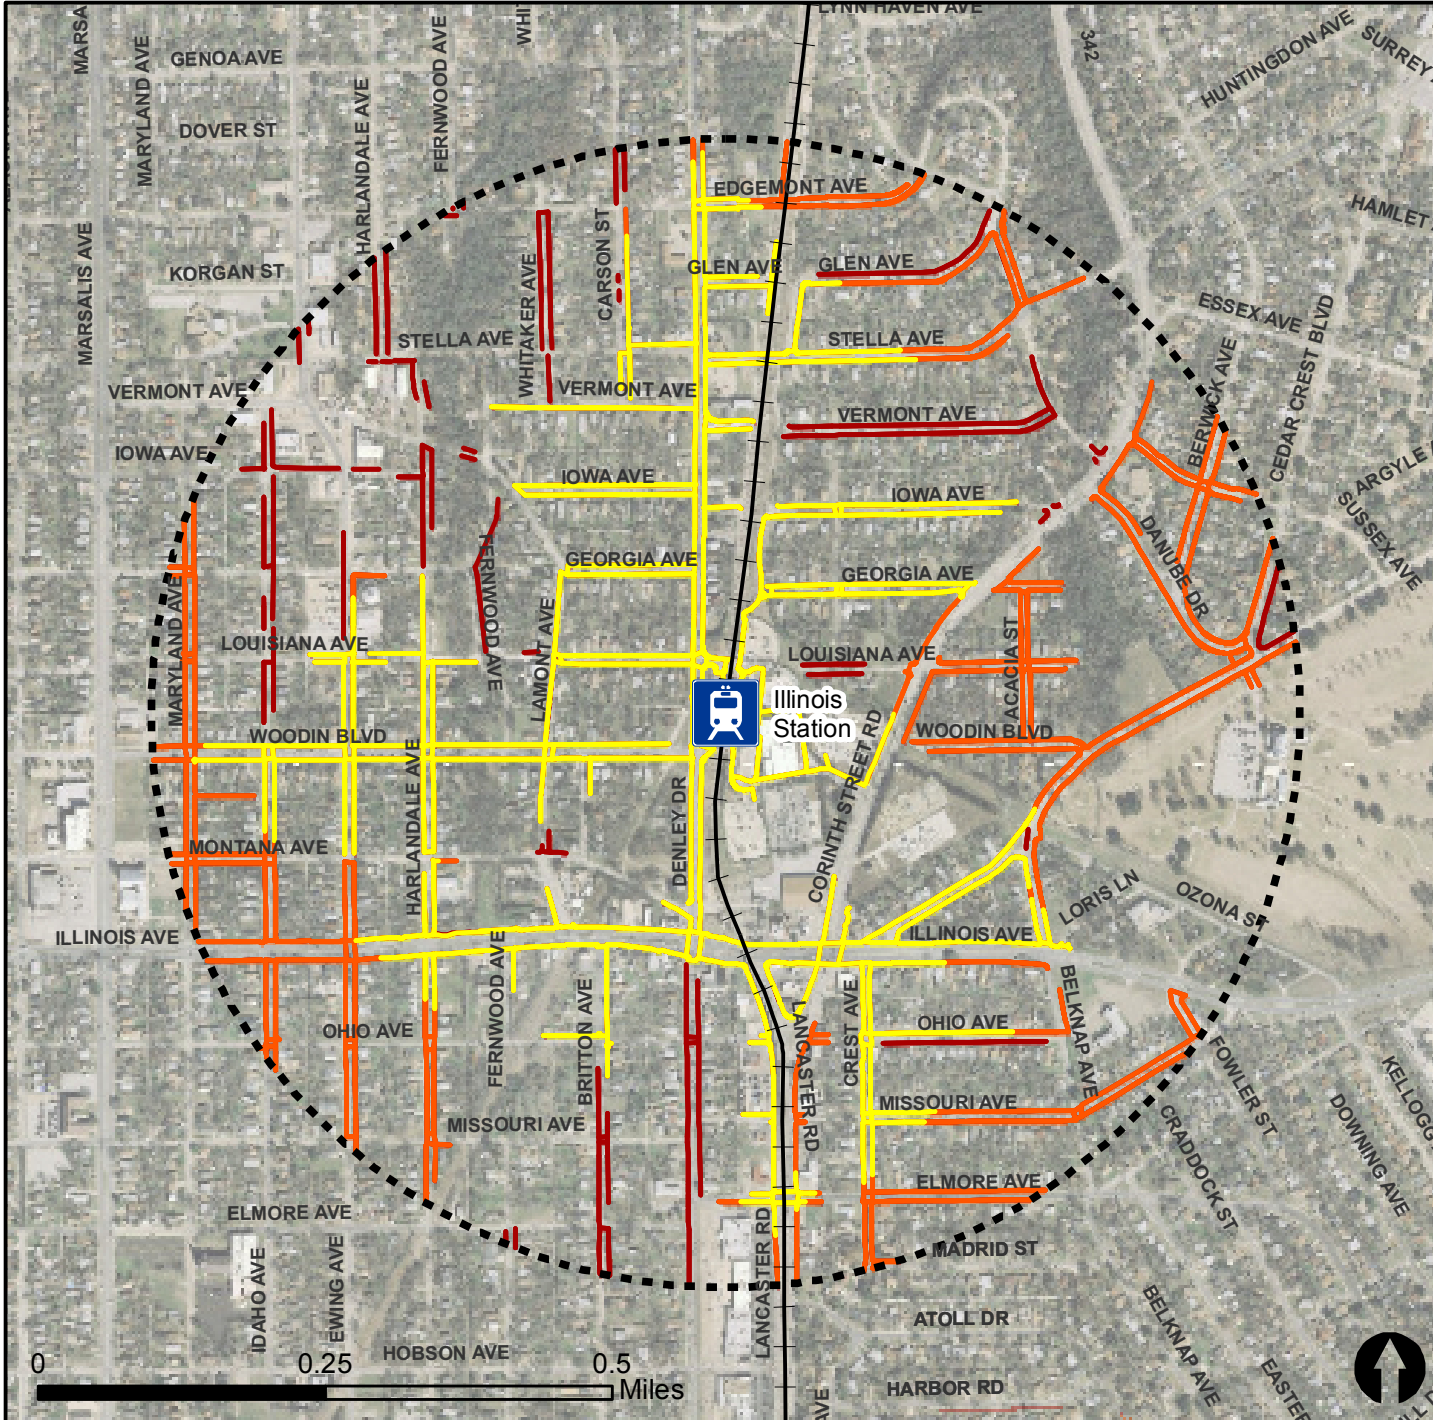 LYNN HAVEN AVE
MARSA
MARYLAND AVE
GENOA AVE
FERNWOOD AVE
WHI
342
HUNTINGDON AVE
SURREY
DOVER ST
HARLANDALE AVE
EDGEMONT AVE
HAMLET
MARSALIS AVE
KORGAN ST
WHITAKER AVE
CARSON ST
GLEN AVE
GLEN AVE
ESSEX AVE
CEDAR CREST BLVD
STELLA AVE
STELLA AVE
BERWICK AVE
VERMONT AVE
VERMONT AVE
VERMONT AVE
IOWA AVE
IOWA AVE
IOWA AVE
ARGYLE
SUSSEX AVE
FERNWOOD AVE
GEORGIA AVE
GEORGIA AVE
DANUBE DR
MARYLAND AVE
LOUISIANA AVE
LAMONT AVE
LOUISIANA AVE
ACACIA ST
Illinois
Station
WOODIN BLVD
WOODIN BLVD
HARLANDALE AVE
DENLEY DR
CORINTH STREET RD
MONTANA AVE
LORIS LN
OZONA ST
ILLINOIS AVE
ILLINOIS AVE
FERNWOOD AVE
BRITTON AVE
LANCASTER RD
CREST AVE
BELKNAP AVE
OHIO AVE
OHIO AVE
FOWLER ST
KELLOGG
MISSOURI AVE
MISSOURI AVE
CRADDOCK ST
DOWNING AVE
ELMORE AVE
ELMORE AVE
IDAHO AVE
EWING AVE
LANCASTER RD
MADRID ST
ATOLL DR
BELKNAP AVE
HOBSON AVE
HARBOR RD
AVE
EASTER
0 0.25 0.5
Miles